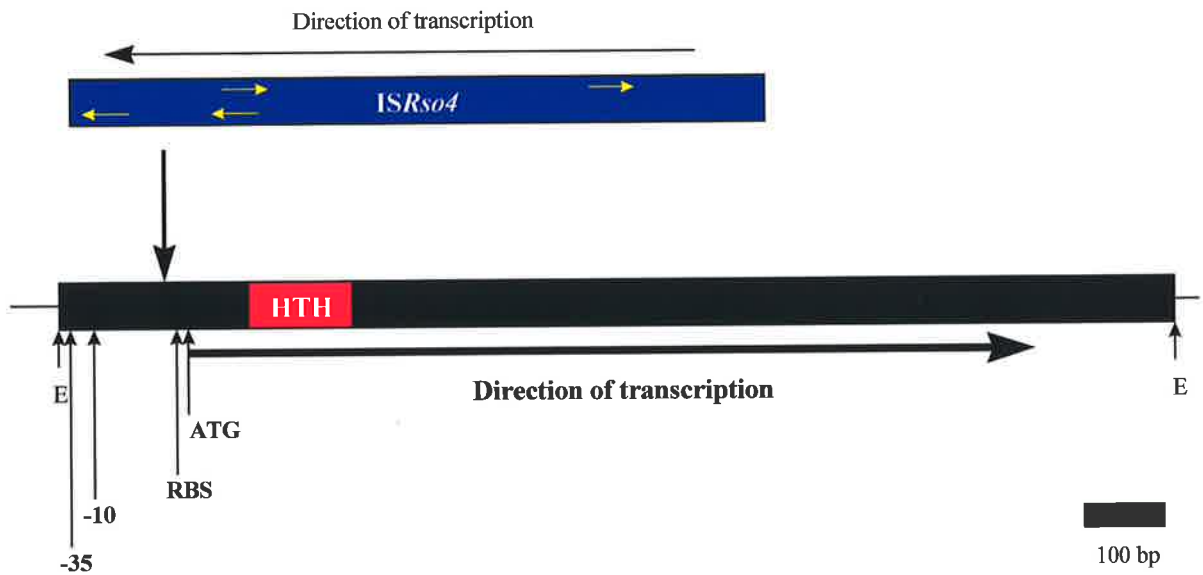 Direction of transcription
ISRso4
HTH
E
Direction of transcription
E
ATG
RBS
-10
-35
100 bp